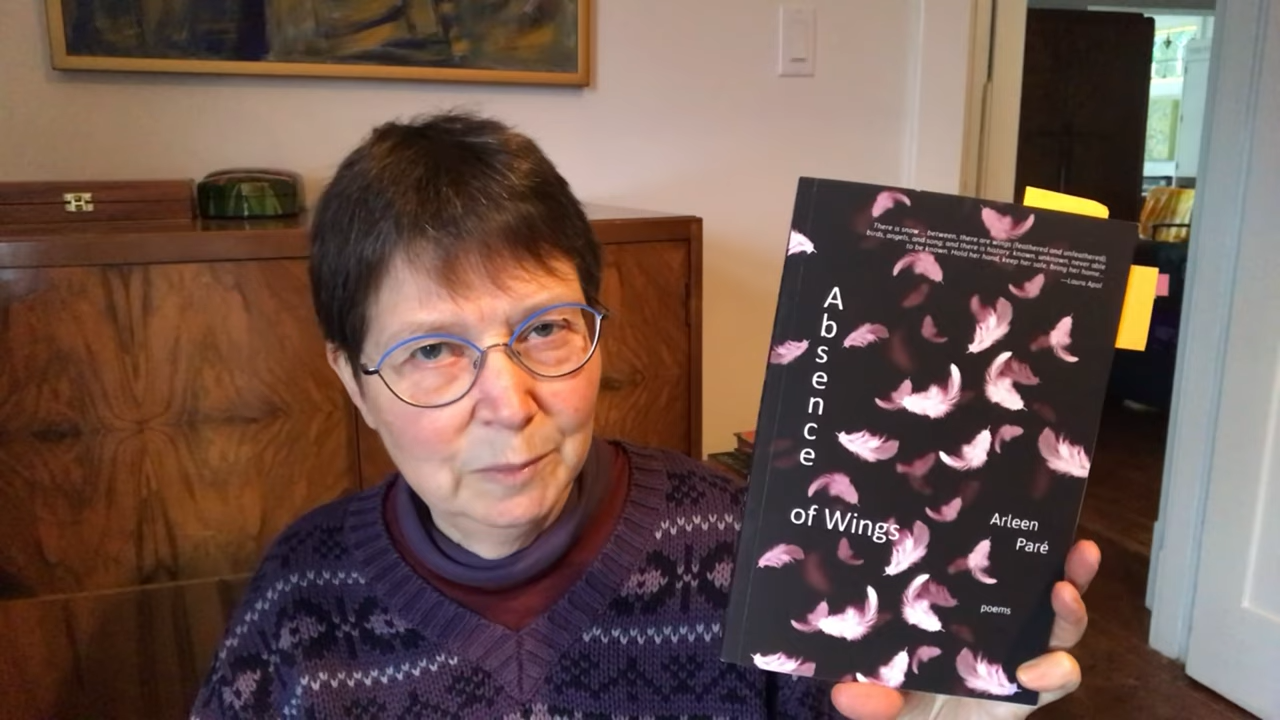 There is snow ... between, there are wings (feathered and unfeathered)
birds, angels, and song; and there is history: known, unknown, never able
to be known. Hold her hand, keep her safe. Bring her home...
—Laura Apol
Absence
of Wings
Arleen
Paré
poems